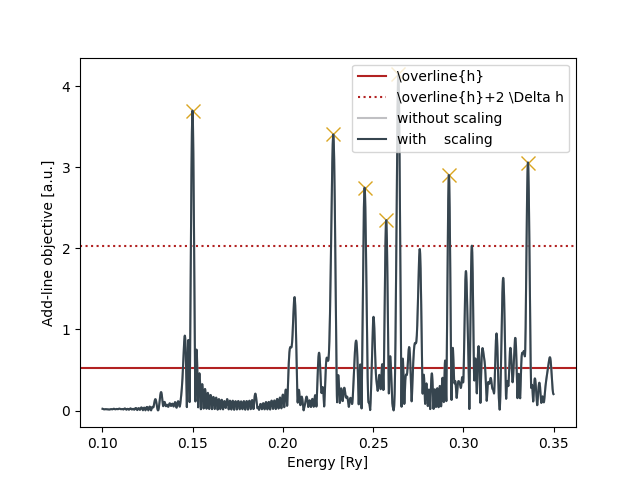 \overline{h}
\overline{h}+2 \Delta h
without scaling
with    scaling
Add-line objective [a.u.]
4
3
2
1
0
0.10 0.15 0.20 0.25 0.30 0.35
Energy [Ry]